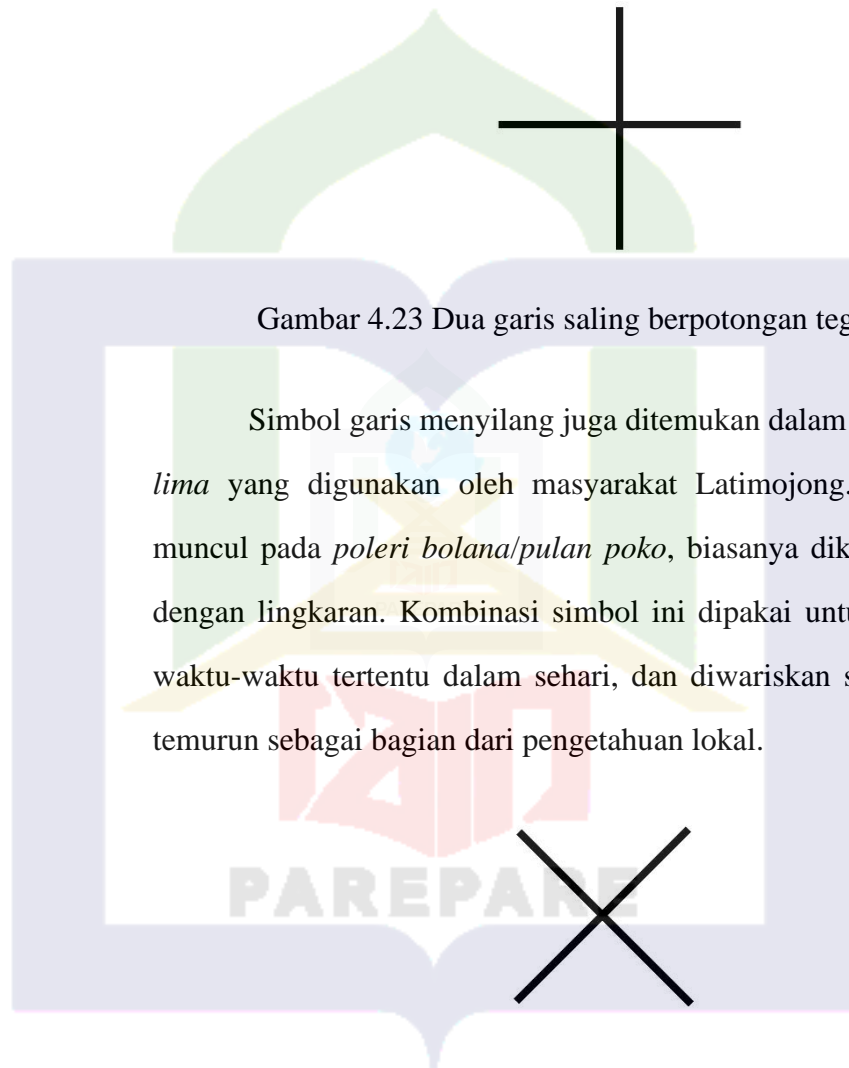 Gambar 4.23 Dua garis saling berpotongan teg
Simbol garis menyilang juga ditemukan dalam
lima yang digunakan oleh masyarakat Latimojong.
muncul pada poleri bolana/pulan poko, biasanya dik
dengan lingkaran. Kombinasi simbol ini dipakai untu
waktu-waktu tertentu dalam sehari, dan diwariskan s
temurun sebagai bagian dari pengetahuan lokal.
PAREPARE